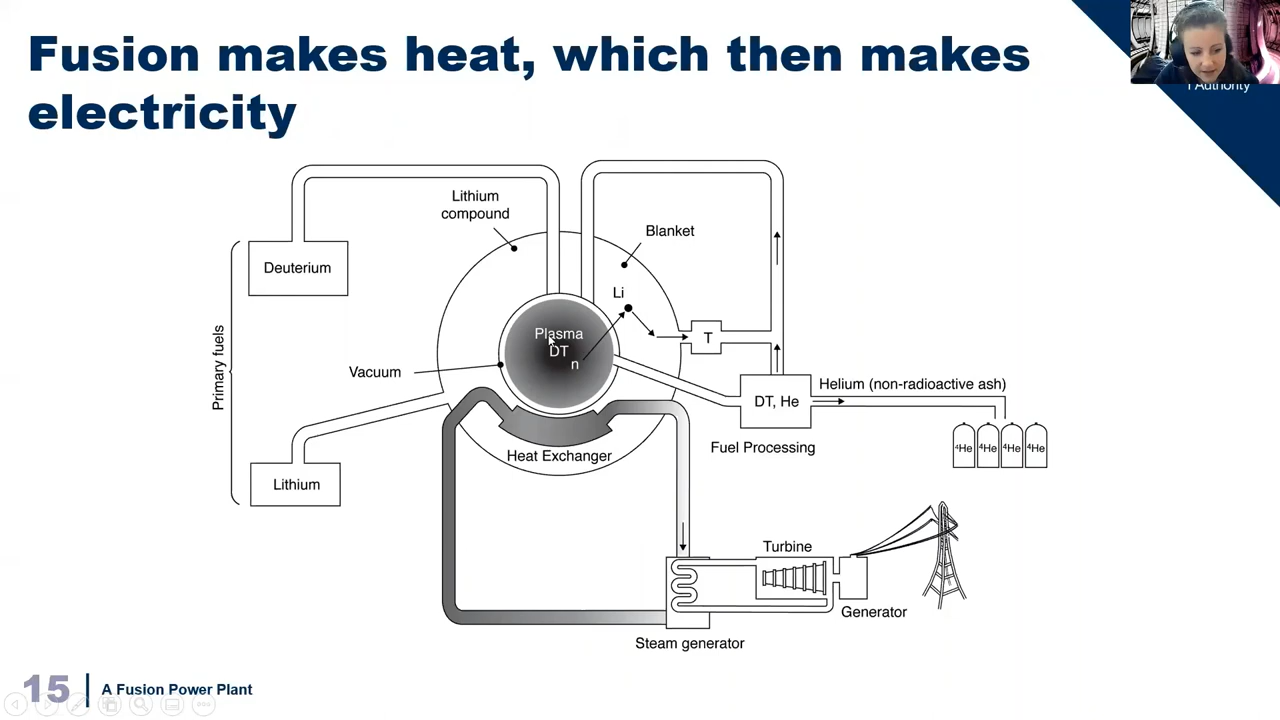 Fusion makes heat, which then makes
electricity
Authority
Lithium
compound
Blanket
Deuterium
Li
Plasma
DT
n
T
Primary fuels
Vacuum
Helium (non-radioactive ash)
DT, He
Fuel Processing
Heat Exchanger
⁴He ⁴He ⁴He ⁴He
Lithium
Turbine
Generator
Steam generator
15
A Fusion Power Plant